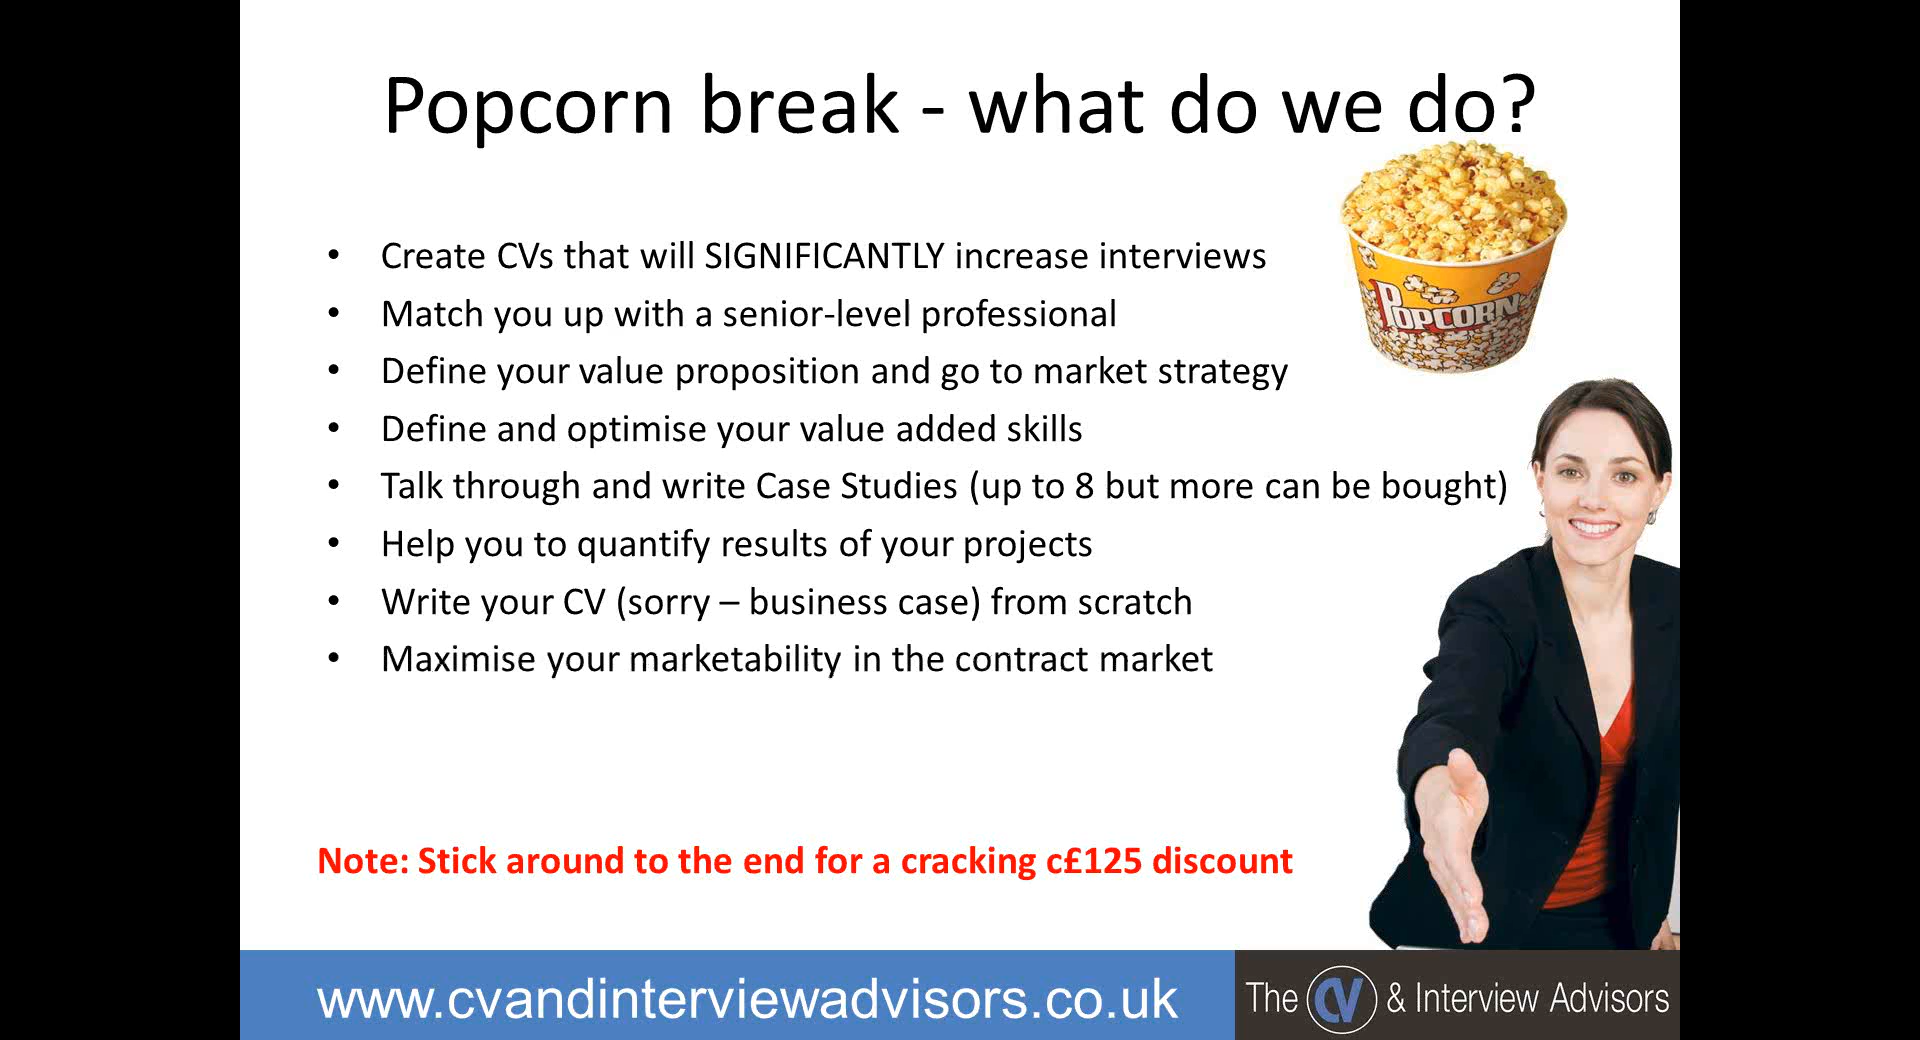 Popcorn break - what do we do?
POPCORN
• Create CVs that will SIGNIFICANTLY increase interviews
• Match you up with a senior-level professional
• Define your value proposition and go to market strategy
• Define and optimise your value added skills
• Talk through and write Case Studies (up to 8 but more can be bought)
• Help you to quantify results of your projects
• Write your CV (sorry – business case) from scratch
• Maximise your marketability in the contract market
Note: Stick around to the end for a cracking c£125 discount
www.cvandinterviewadvisors.co.uk
The CV & Interview Advisors